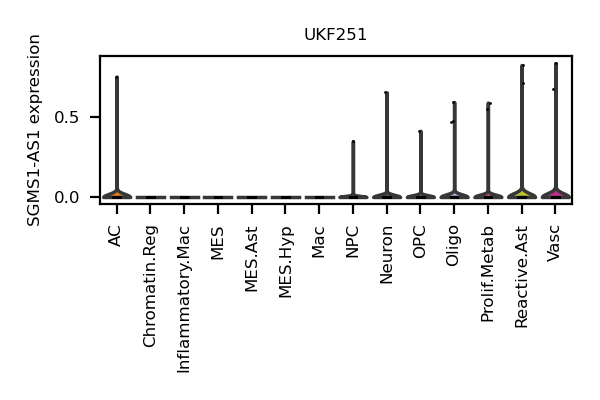 UKF251
SGMS1-AS1 expression
0.5
0.0
AC
Chromatin.Reg
Inflammatory.Mac
MES
MES.Ast
MES.Hyp
Mac
NPC
Neuron
OPC
Oligo
Prolif.Metab
Reactive.Ast
Vasc